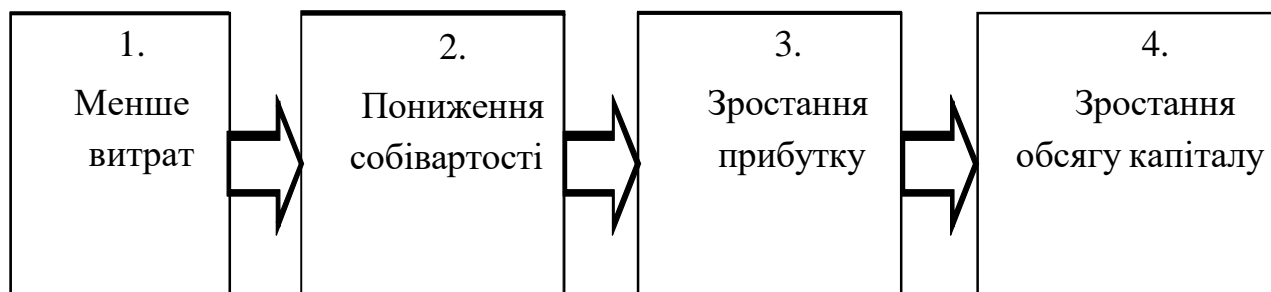 1.
Менше
витрат
2.
Пониження
собівартості
3.
Зростання
прибутку
4.
Зростання
обсягу капіталу